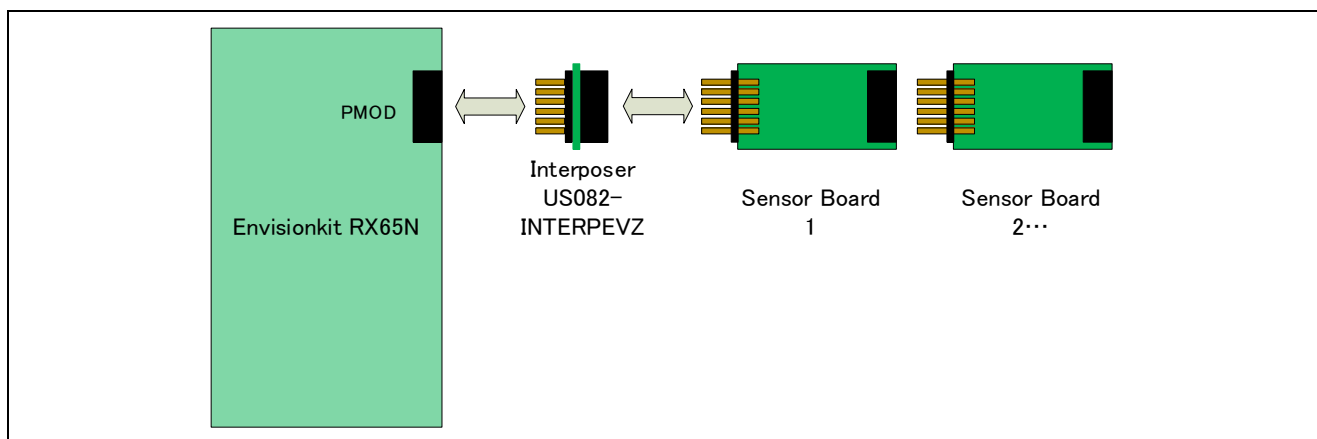 PMOD
Envisionkit RX65N
Interposer
US082-
INTERPEVZ
Sensor Board
1
Sensor Board
2⋯